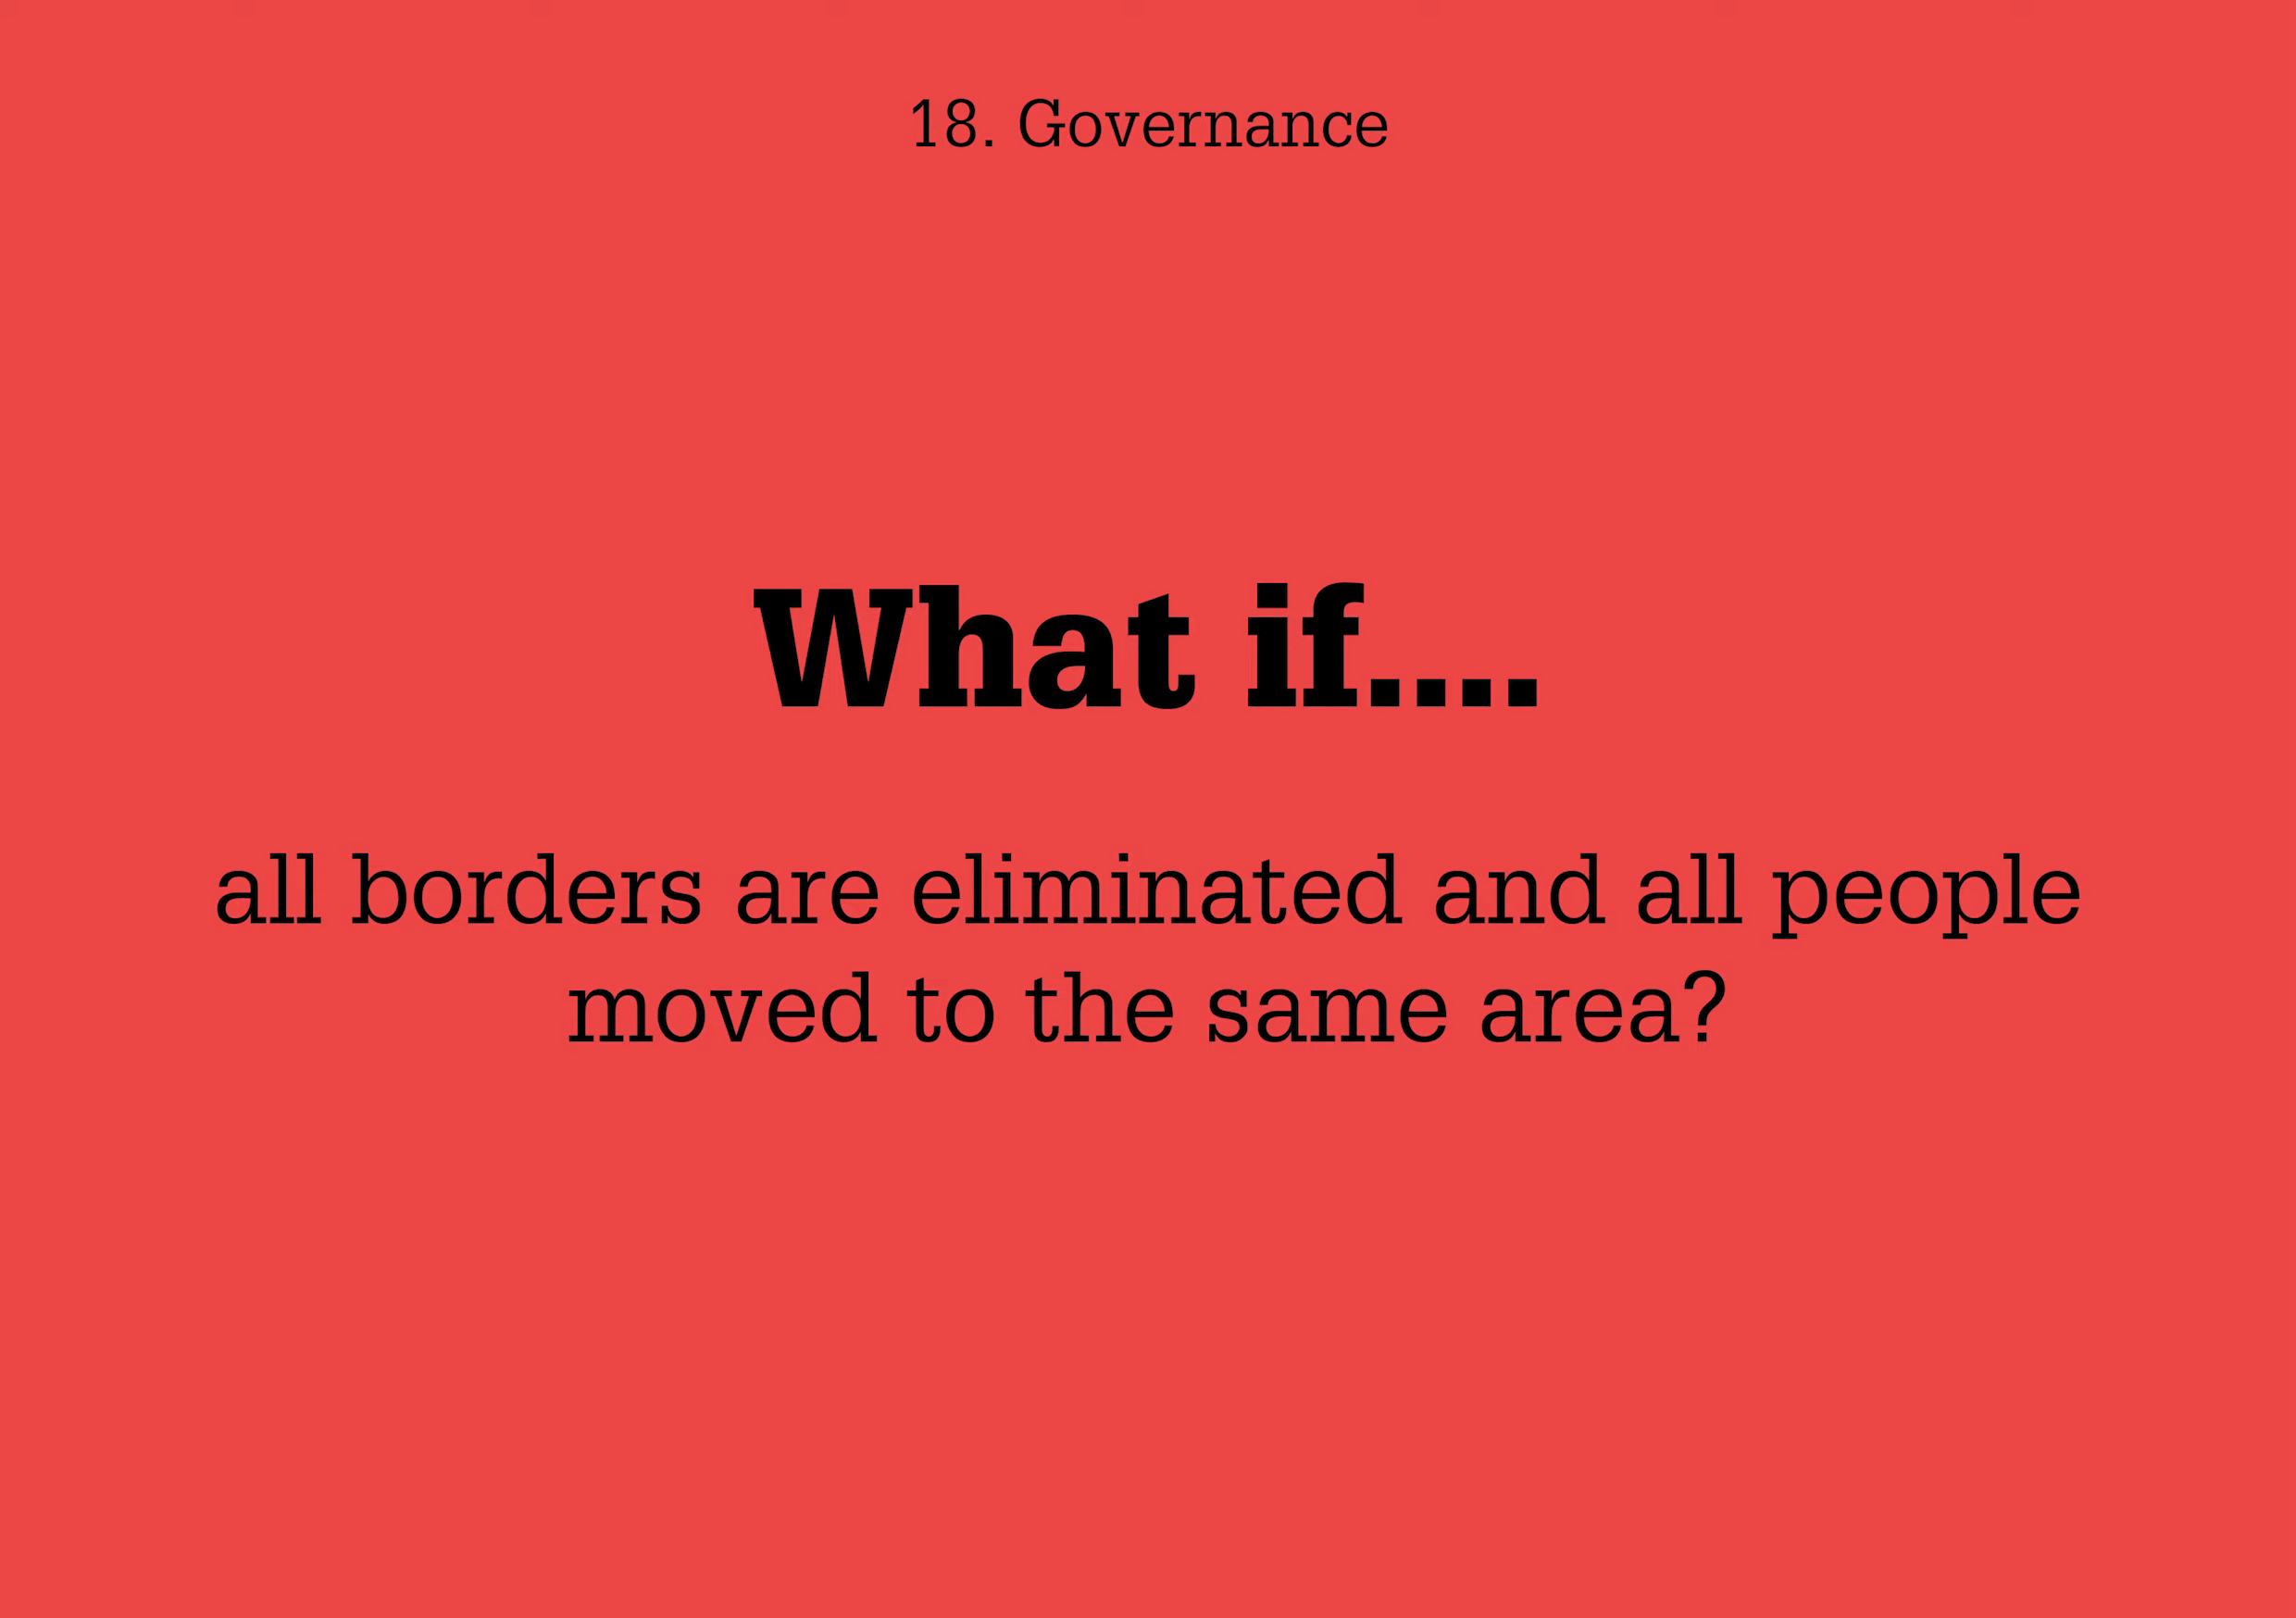 18. Governance
What if....
all borders are eliminated and all people
moved to the same area?